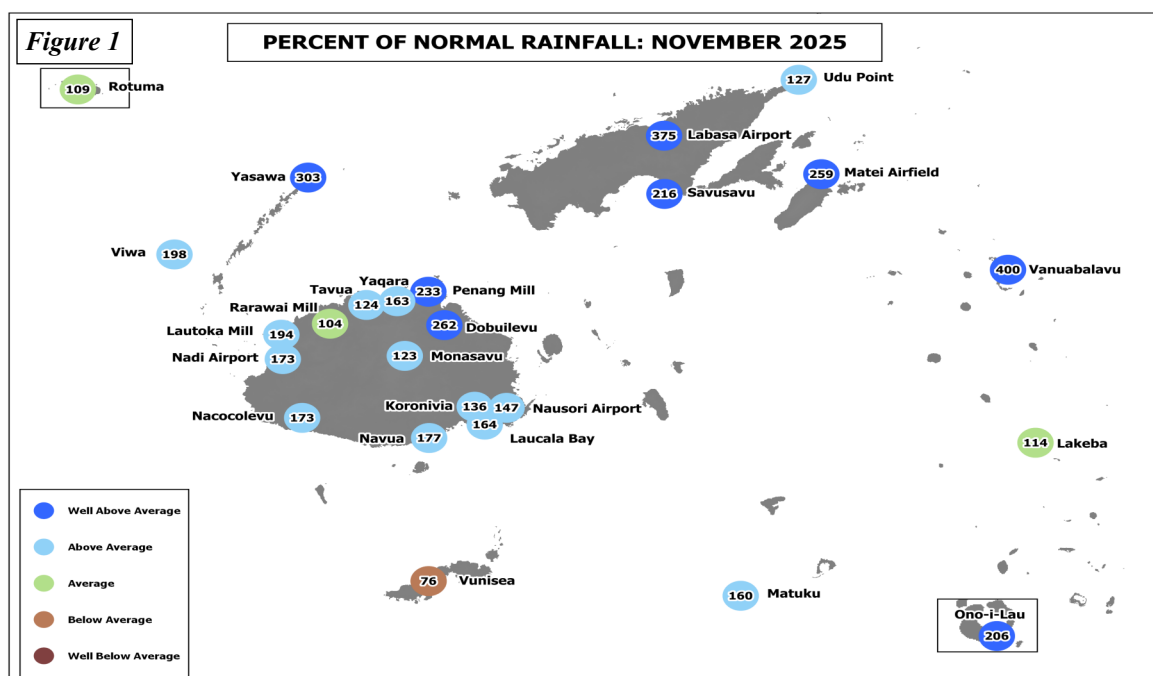 Figure 1
PERCENT OF NORMAL RAINFALL: NOVEMBER 2025
109 Rotuma
127 Udu Point
375 Labasa Airport
Yasawa 303
259 Matei Airfield
216 Savusavu
Viwa 198
400 Vanuabalavu
Yaqara 163
233 Penang Mill
Tavua 124
Rarawai Mill 104
262 Dobuilevu
Lautoka Mill 194
Nadi Airport 173
123 Monasavu
Koronivia 136
147 Nausori Airport
Nacocolevu 173
164 Laucala Bay
Navua 177
114 Lakeba
Well Above Average
Above Average
Average
Below Average
Well Below Average
76 Vunisea
160 Matuku
Ono-i-Lau
206